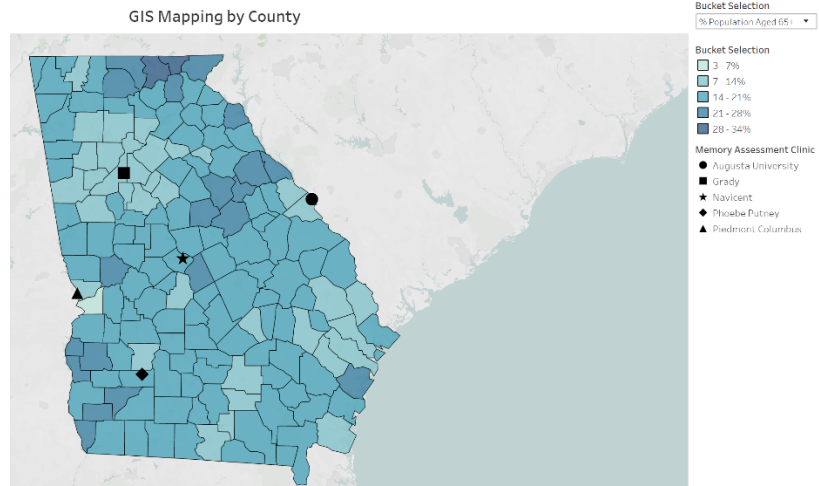 GIS Mapping by County
Bucket Selection
% Population Aged 65+
Bucket Selection
3 - 7%
7 - 14%
14 - 21%
21 - 28%
28 - 34%
Memory Assessment Clinic
Augusta University
Grady
Navicent
Phoebe Putney
Piedmont Columbus